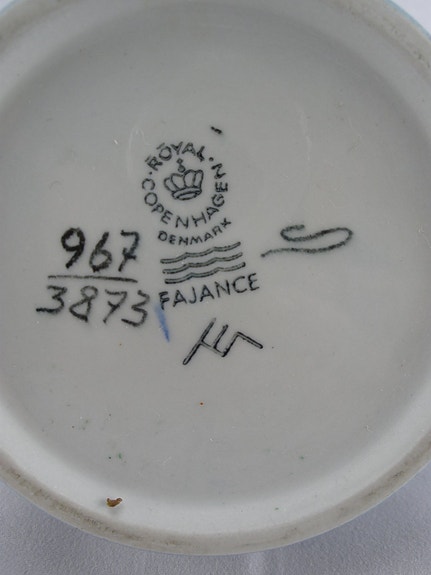 ROYAL COPENHAGEN
DENMARK
FAJANCE
967
3873